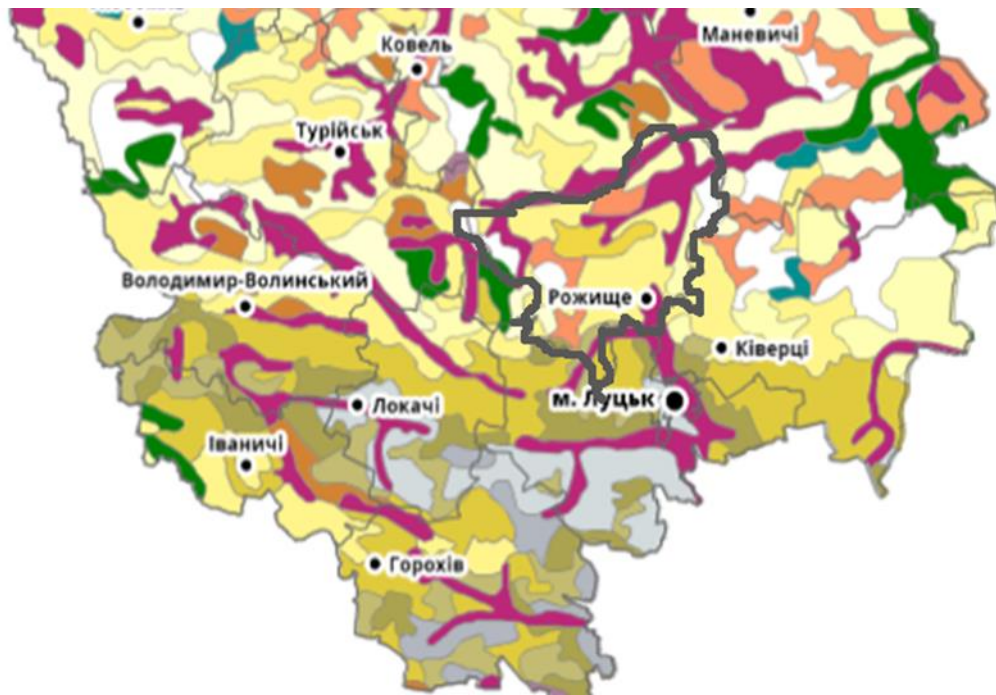 Ковель
Маневичі
Турійськ
Володимир-Волинський
Рожище
Ківерці
м. Луцьк
Локачі
Іваничі
Горохів